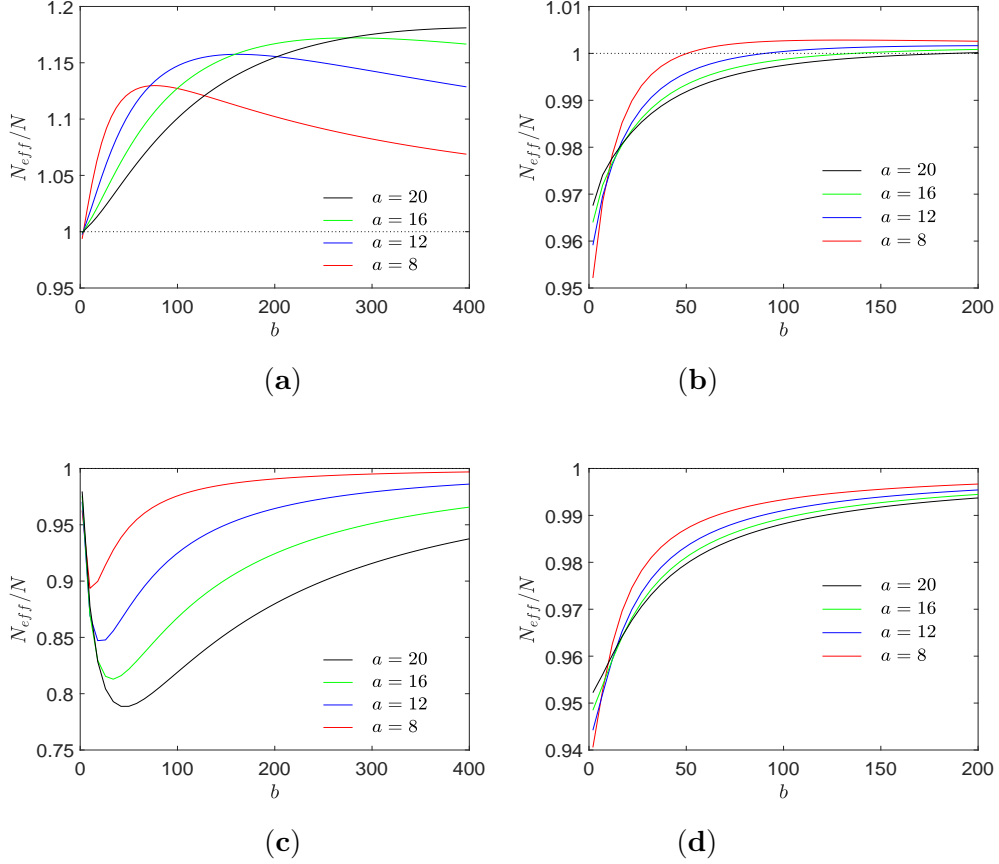 1.2
1.15
1.1
1.05
1
0.95
N_{eff}/N
a = 20
a = 16
a = 12
a = 8
0 100 200 300 400
b
(a)
1.01
1
0.99
0.98
0.97
0.96
0.95
N_{eff}/N
a = 20
a = 16
a = 12
a = 8
0 50 100 150 200
b
(b)
1
0.95
0.9
0.85
0.8
0.75
N_{eff}/N
a = 20
a = 16
a = 12
a = 8
0 100 200 300 400
b
(c)
1
0.99
0.98
0.97
0.96
0.95
0.94
N_{eff}/N
a = 20
a = 16
a = 12
a = 8
0 50 100 150 200
b
(d)